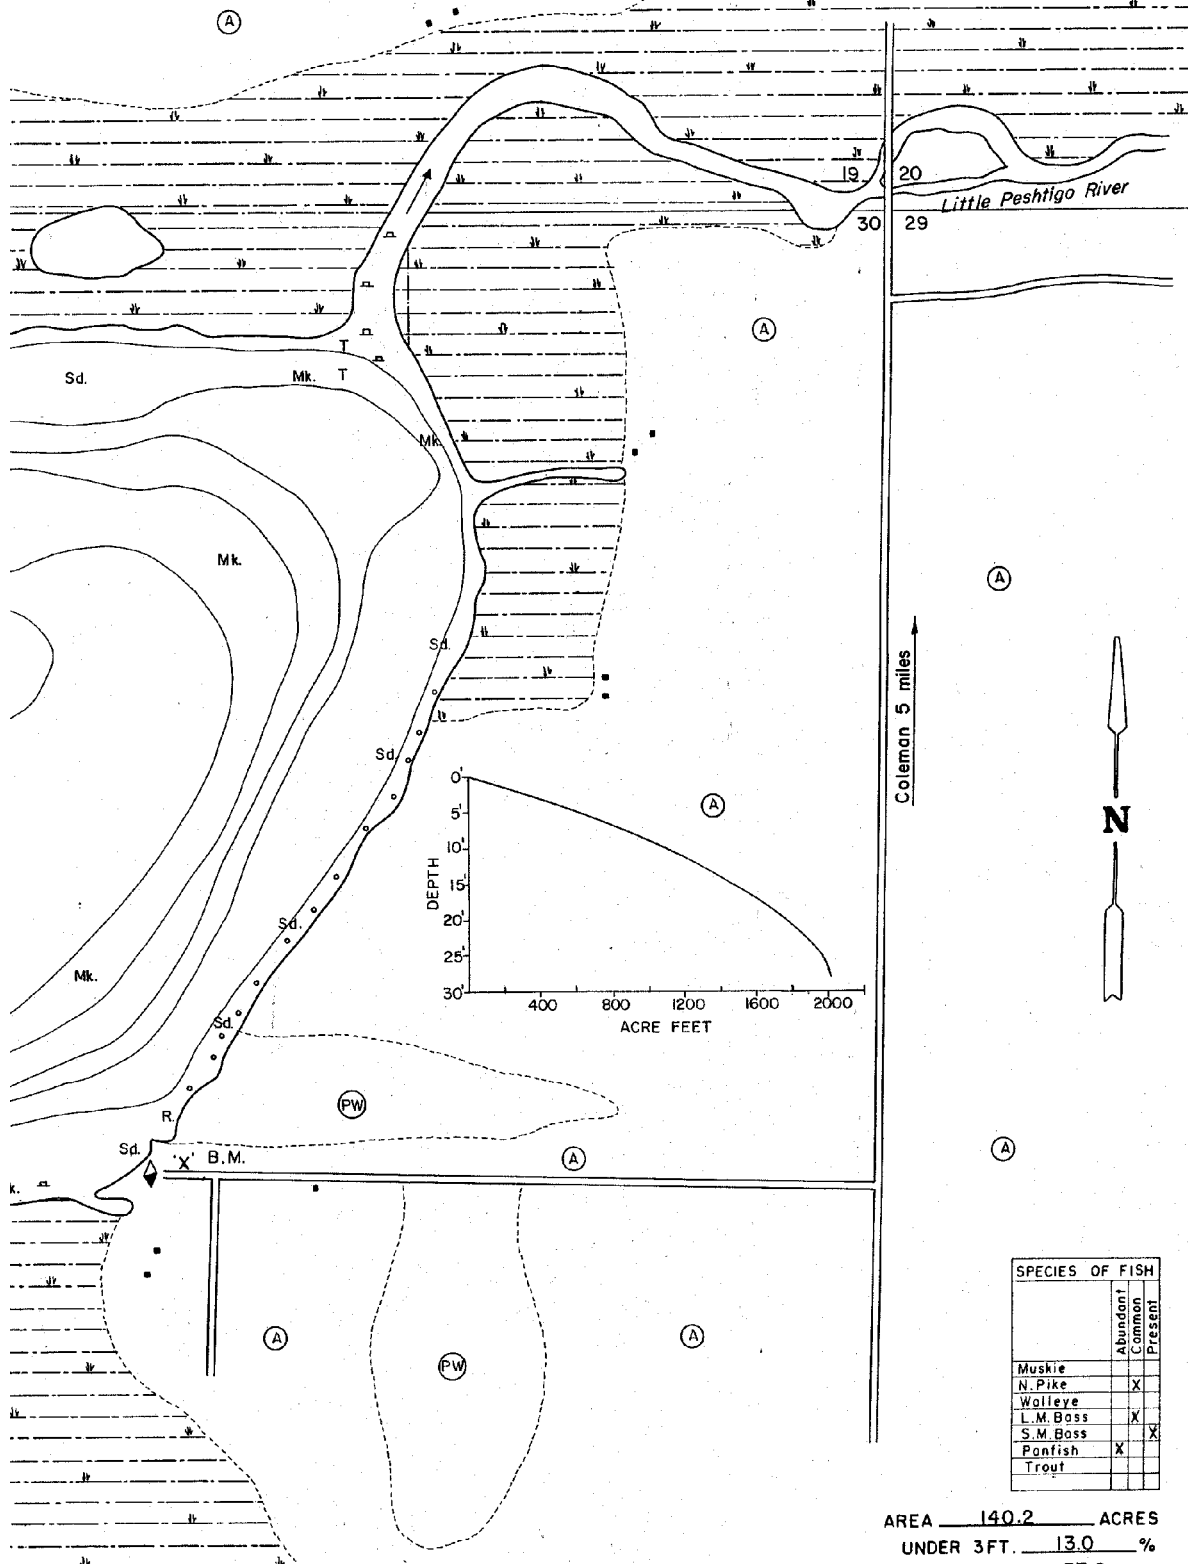 A
19 20
Little Peshtigo River
30 29
A
T
Sd. Mk. T
Mk.
Mk.
A
Sd.
Coleman 5 miles
Sd.
A
N
0'
5'
10'
15'
20'
25'
30'
DEPTH
400 800 1200 1600 2000
ACRE FEET
Sd.
Mk.
Sd.
PW
R.
Sd. 'X' B.M.
A
A
k.
A
A
PW
SPECIES OF FISH
Abundant Common Present
Muskie
N. Pike X
Walleye
L.M. Bass X
S.M. Bass X
Panfish X
Trout
AREA 140.2 ACRES
UNDER 3 FT. 13.0 %